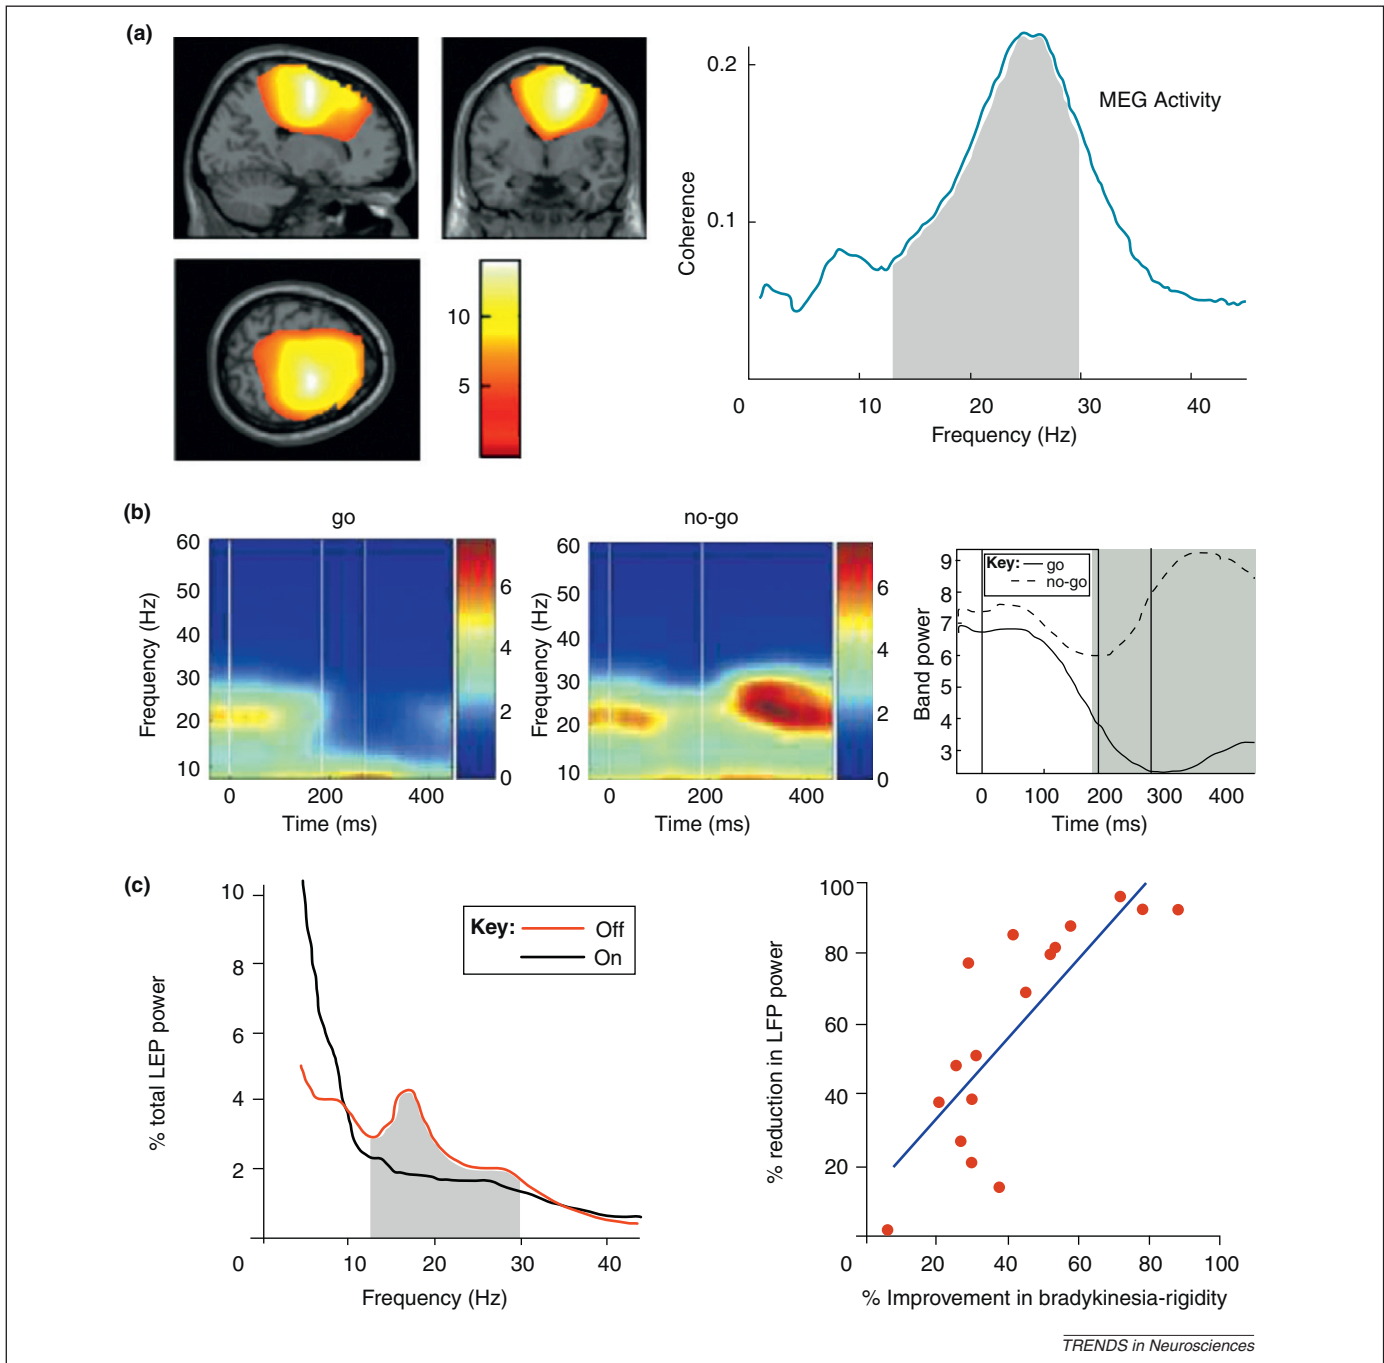 (a)
10
5
0.2
0.1
Coherence
MEG Activity
0 10 20 30 40
Frequency (Hz)
(b)
go
60
50
40
30
20
10
Frequency (Hz)
6
4
2
0
0 200 400
Time (ms)
no-go
60
50
40
30
20
10
Frequency (Hz)
6
4
2
0
0 200 400
Time (ms)
Key: go
no-go
9
8
7
6
5
4
3
Band power
0 100 200 300 400
Time (ms)
(c)
10
8
6
4
2
% total LEP power
Key: Off
On
0 10 20 30 40
Frequency (Hz)
100
80
60
40
20
% reduction in LFP power
0 20 40 60 80 100
% Improvement in bradykinesia-rigidity
TRENDS in Neurosciences